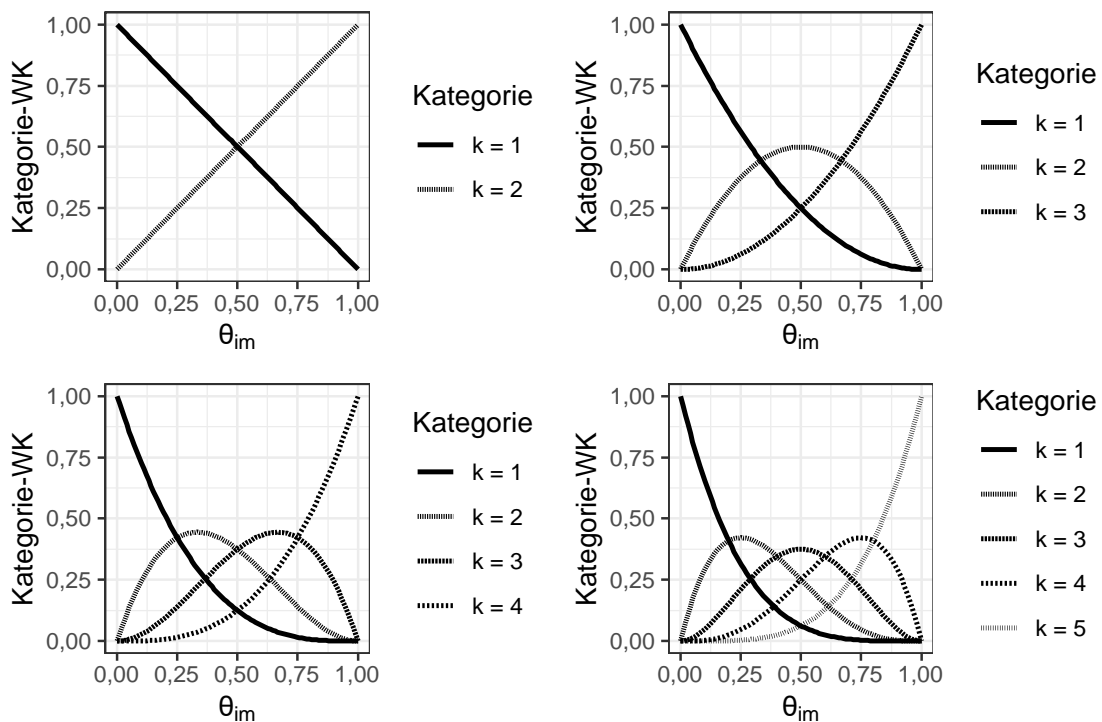 Kategorie-WK
1,00
0,75
0,50
0,25
0,00
0,00 0,25 0,50 0,75 1,00
θim
Kategorie
k = 1
k = 2
Kategorie-WK
1,00
0,75
0,50
0,25
0,00
0,00 0,25 0,50 0,75 1,00
θim
Kategorie
k = 1
k = 2
k = 3
Kategorie-WK
1,00
0,75
0,50
0,25
0,00
0,00 0,25 0,50 0,75 1,00
θim
Kategorie
k = 1
k = 2
k = 3
k = 4
Kategorie-WK
1,00
0,75
0,50
0,25
0,00
0,00 0,25 0,50 0,75 1,00
θim
Kategorie
k = 1
k = 2
k = 3
k = 4
k = 5